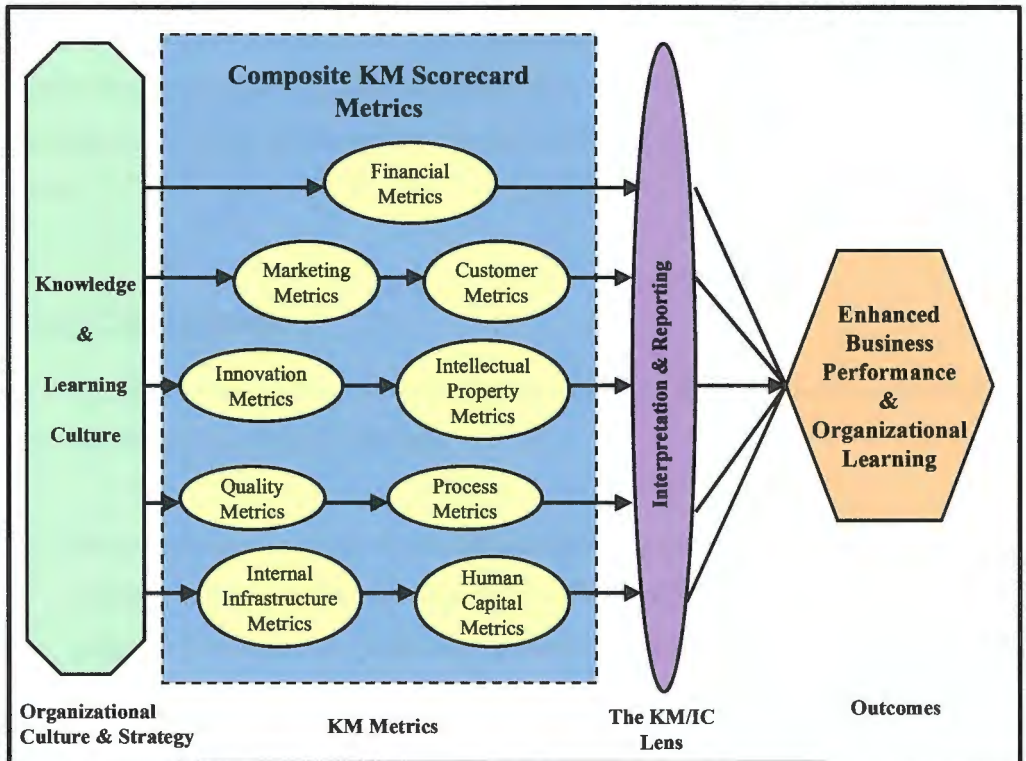 Composite KM Scorecard
Metrics
Knowledge
&
Learning
Culture
Financial
Metrics
Marketing
Metrics
Customer
Metrics
Innovation
Metrics
Intellectual
Property
Metrics
Quality
Metrics
Process
Metrics
Internal
Infrastructure
Metrics
Human
Capital
Metrics
Interpretation & Reporting
Enhanced
Business
Performance
&
Organizational
Learning
Organizational
Culture & Strategy
KM Metrics
The KM/IC
Lens
Outcomes